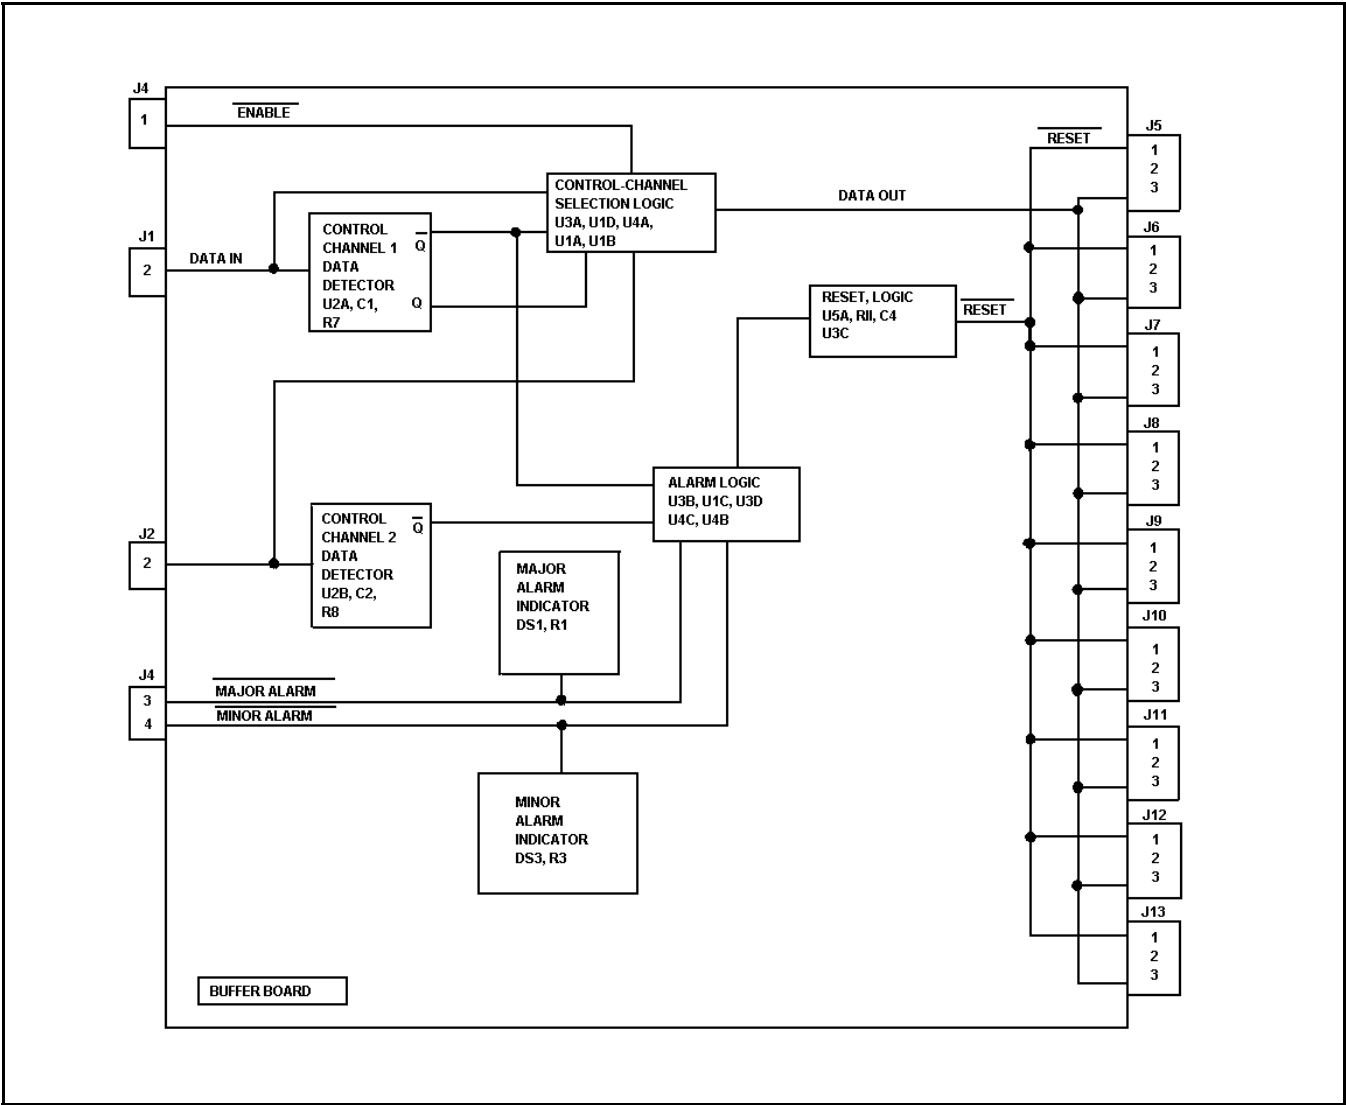 J4
1
ENABLE
J1
2
DATA IN
CONTROL
CHANNEL 1
DATA
DETECTOR
U2A, C1,
R7
Q
Q
CONTROL-CHANNEL
SELECTION LOGIC
U3A, U1D, U4A,
U1A, U1B
DATA OUT
RESET, LOGIC
U5A, RII, C4
U3C
RESET
RESET
J2
2
CONTROL
CHANNEL 2
DATA
DETECTOR
U2B, C2,
R8
Q
ALARM LOGIC
U3B, U1C, U3D
U4C, U4B
MAJOR
ALARM
INDICATOR
DS1, R1
J4
3
4
MAJOR ALARM
MINOR ALARM
MINOR
ALARM
INDICATOR
DS3, R3
BUFFER BOARD
J5
1
2
3
J6
1
2
3
J7
1
2
3
J8
1
2
3
J9
1
2
3
J10
1
2
3
J11
1
2
3
J12
1
2
3
J13
1
2
3